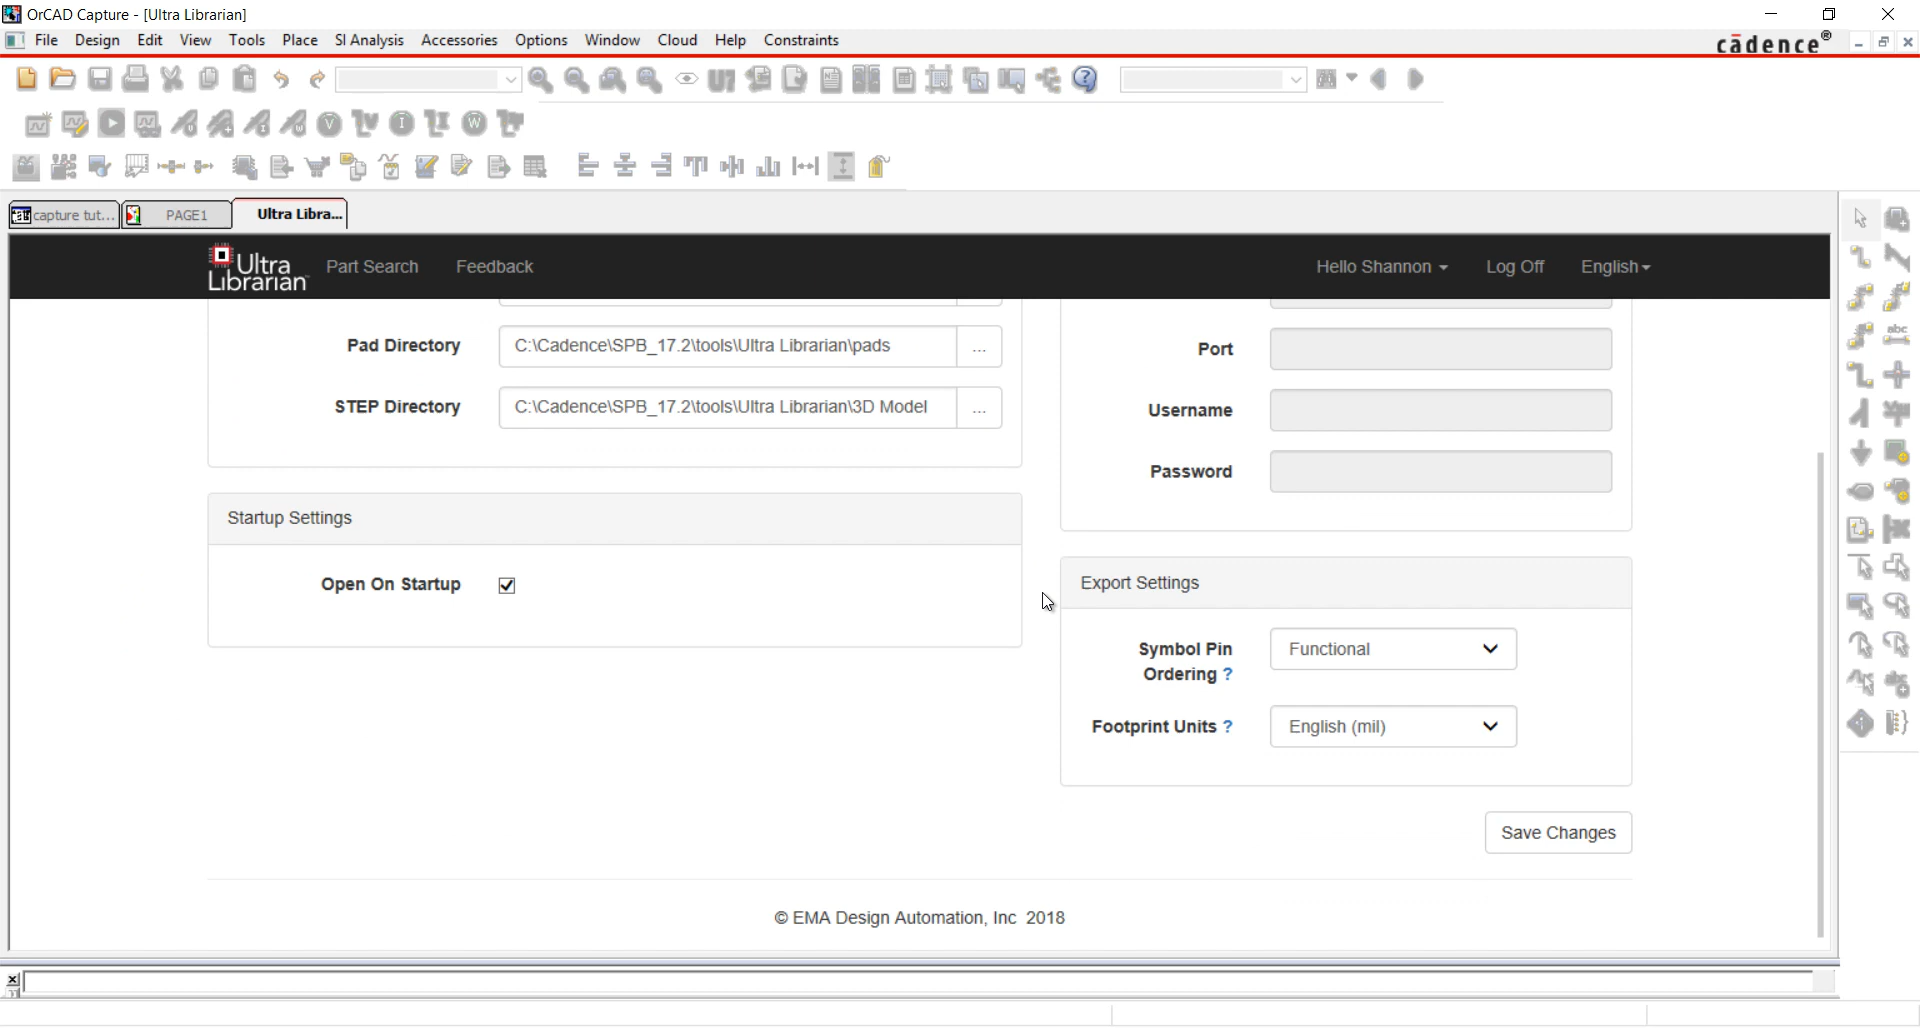 OrCAD Capture - [Ultra Librarian]
File Design Edit View Tools Place SI Analysis Accessories Options Window Cloud Help Constraints
cādence®
capture tut... PAGE1 Ultra Libra...
Ultra Librarian Part Search Feedback Hello Shannon Log Off English
Pad Directory C:\Cadence\SPB_17.2\tools\Ultra Librarian\pads ...
STEP Directory C:\Cadence\SPB_17.2\tools\Ultra Librarian\3D Model ...
Port
Username
Password
Startup Settings
Open On Startup
Export Settings
Symbol Pin
Ordering ? Functional
Footprint Units ? English (mil)
Save Changes
© EMA Design Automation, Inc 2018